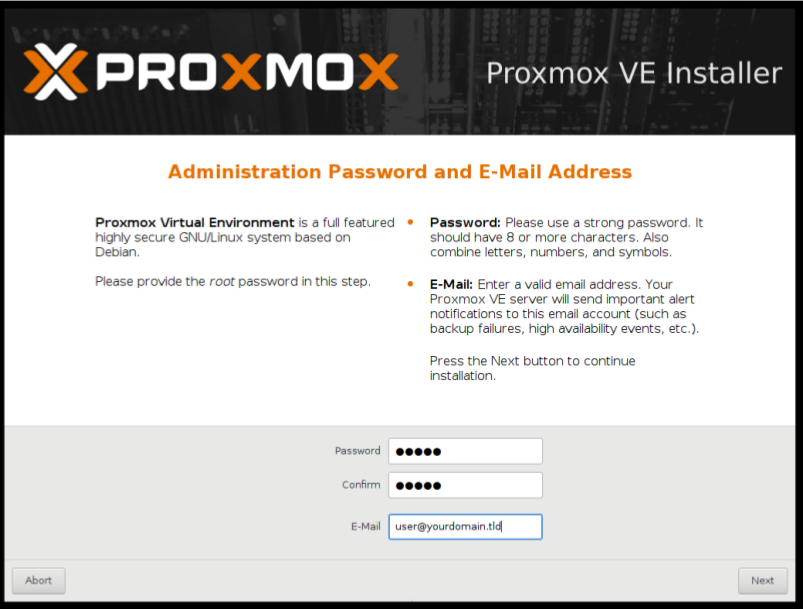 PROXMOX
Proxmox VE Installer
Administration Password and E-Mail Address
Proxmox Virtual Environment is a full featured
highly secure GNU/Linux system based on
Debian.
Please provide the root password in this step.
• Password: Please use a strong password. It
should have 8 or more characters. Also
combine letters, numbers, and symbols.
• E-Mail: Enter a valid email address. Your
Proxmox VE server will send important alert
notifications to this email account (such as
backup failures, high availability events, etc.).
Press the Next button to continue
installation.
Password ●●●●●
Confirm ●●●●●
E-Mail user@yourdomain.tld
Abort
Next